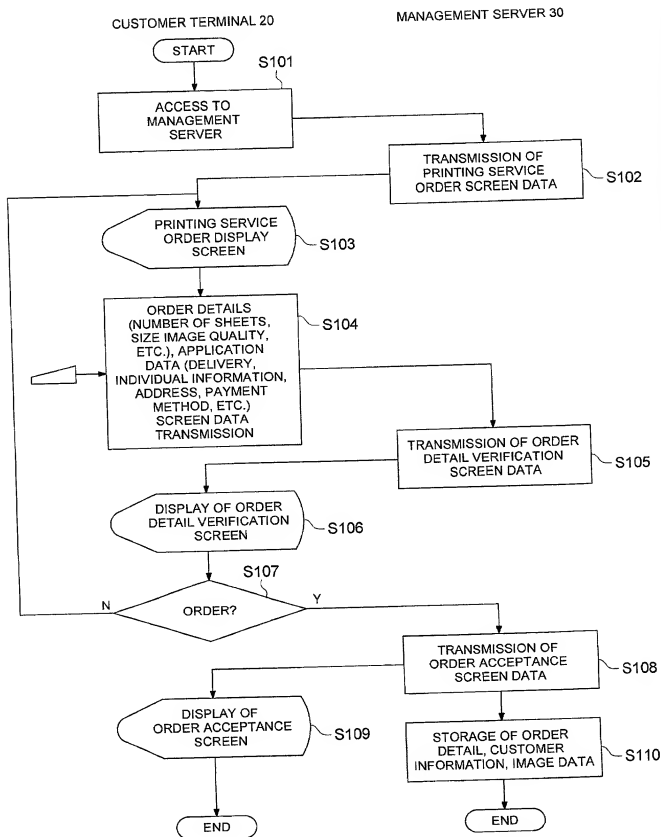 CUSTOMER TERMINAL 20
MANAGEMENT SERVER 30
START
S101
ACCESS TO
MANAGEMENT
SERVER
TRANSMISSION OF
PRINTING SERVICE
ORDER SCREEN DATA
S102
PRINTING SERVICE
ORDER DISPLAY
SCREEN
S103
ORDER DETAILS
(NUMBER OF SHEETS,
SIZE IMAGE QUALITY,
ETC.), APPLICATION
DATA (DELIVERY,
INDIVIDUAL INFORMATION,
ADDRESS, PAYMENT
METHOD, ETC.)
SCREEN DATA
TRANSMISSION
S104
TRANSMISSION OF ORDER
DETAIL VERIFICATION
SCREEN DATA
S105
DISPLAY OF ORDER
DETAIL VERIFICATION
SCREEN
S106
S107
N
ORDER?
Y
TRANSMISSION OF
ORDER ACCEPTANCE
SCREEN DATA
S108
DISPLAY OF
ORDER ACCEPTANCE
SCREEN
S109
STORAGE OF ORDER
DETAIL, CUSTOMER
INFORMATION, IMAGE DATA
S110
END
END